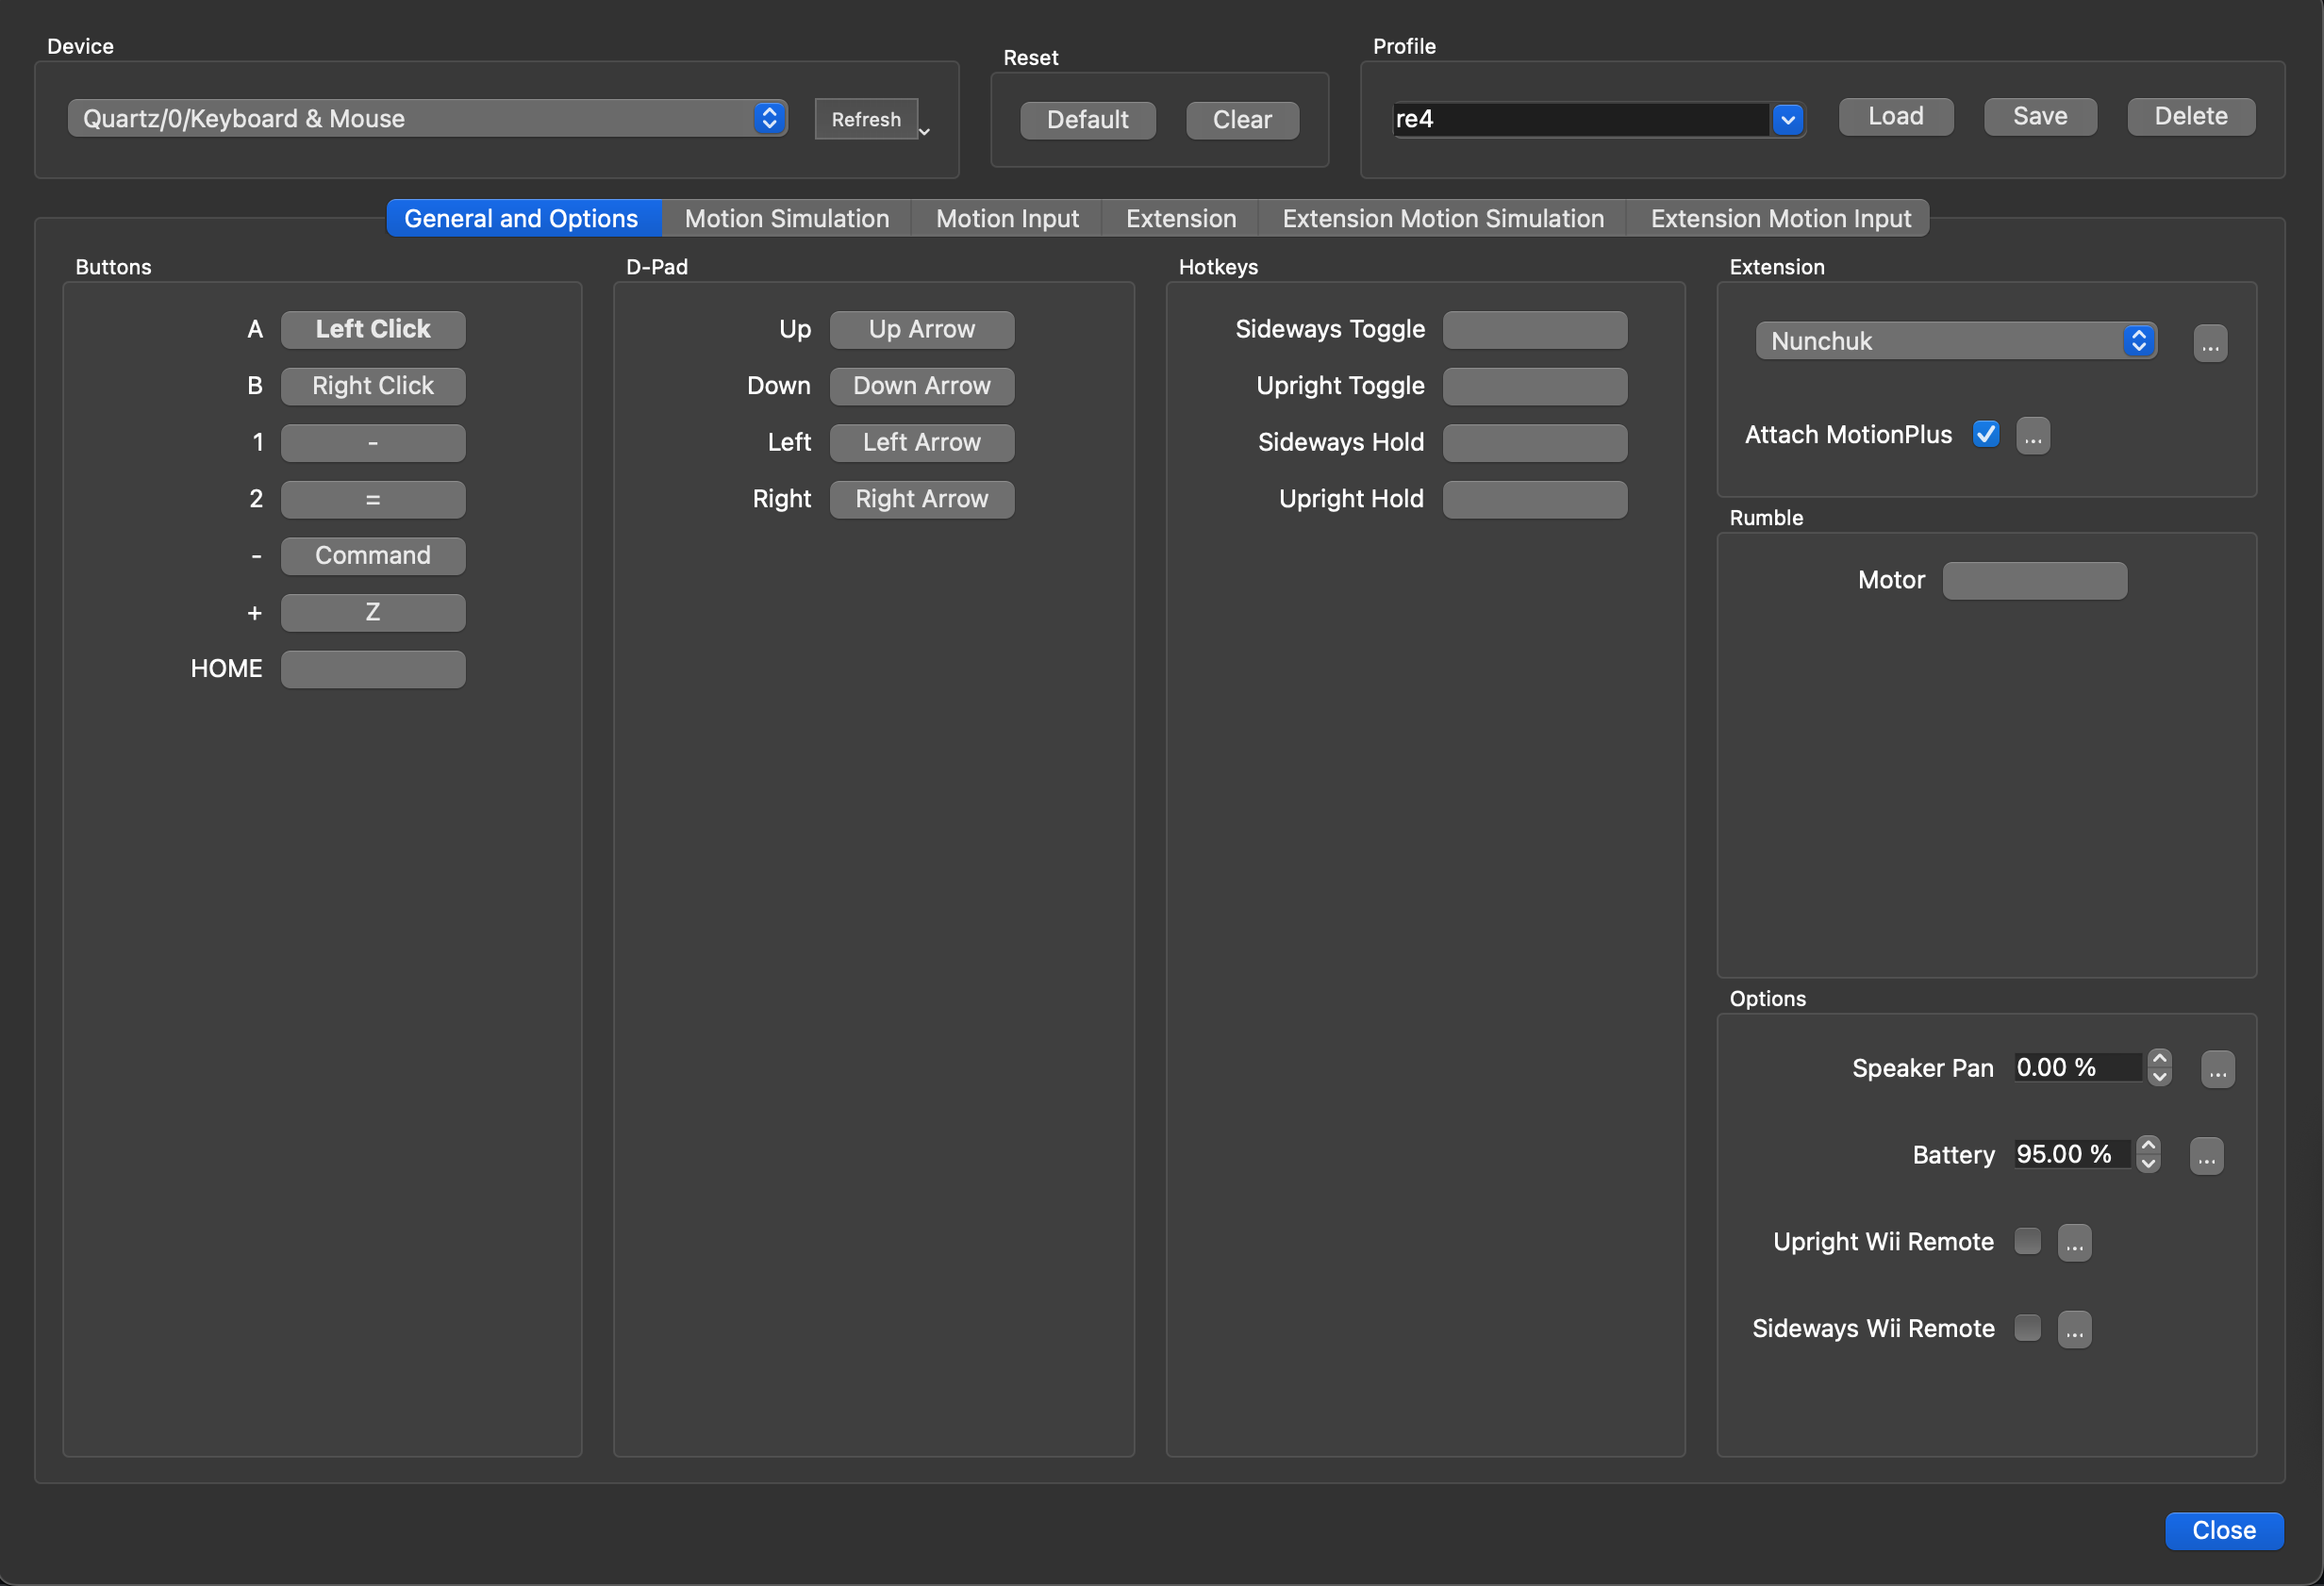 Device
Quartz/0/Keyboard & Mouse
Refresh
Reset
Default
Clear
Profile
re4
Load
Save
Delete
General and Options
Motion Simulation
Motion Input
Extension
Extension Motion Simulation
Extension Motion Input
Buttons
A Left Click
B Right Click
1 -
2 =
- Command
+ Z
HOME
D-Pad
Up Up Arrow
Down Down Arrow
Left Left Arrow
Right Right Arrow
Hotkeys
Sideways Toggle
Upright Toggle
Sideways Hold
Upright Hold
Extension
Nunchuk ...
Attach MotionPlus ...
Rumble
Motor
Options
Speaker Pan 0.00 % ...
Battery 95.00 % ...
Upright Wii Remote ...
Sideways Wii Remote ...
Close